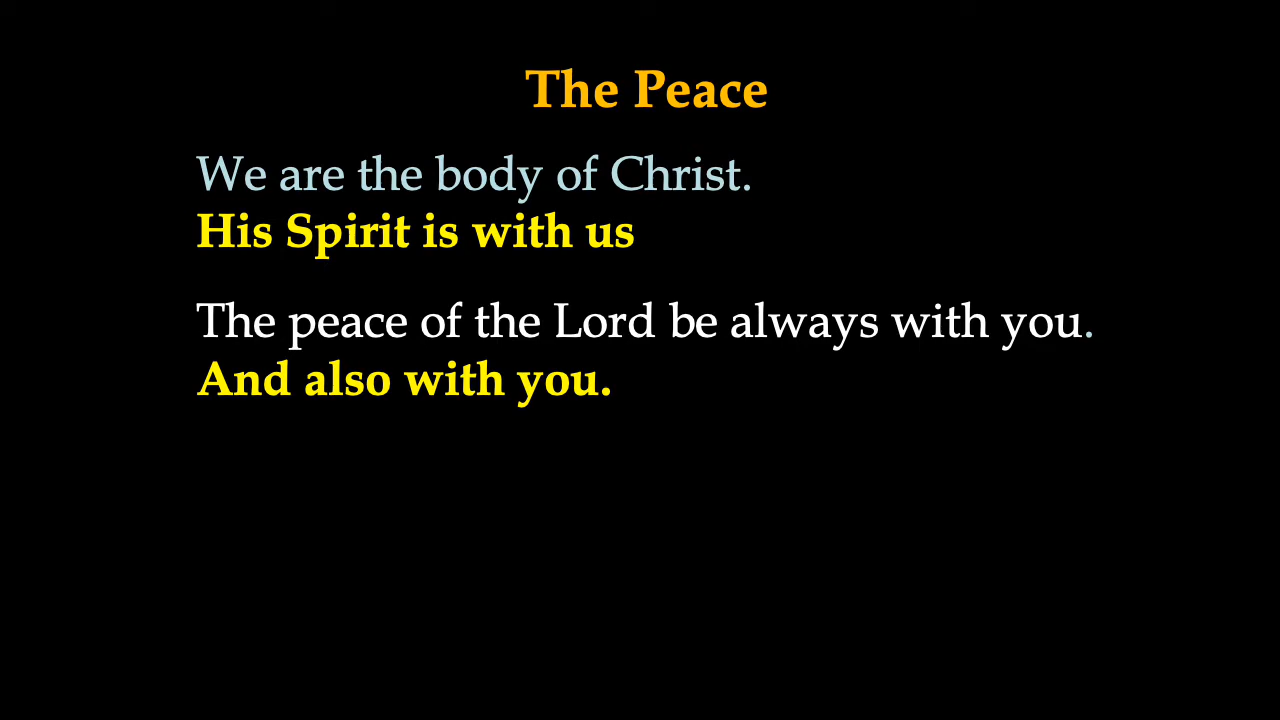 The Peace
We are the body of Christ.
His Spirit is with us
The peace of the Lord be always with you.
And also with you.